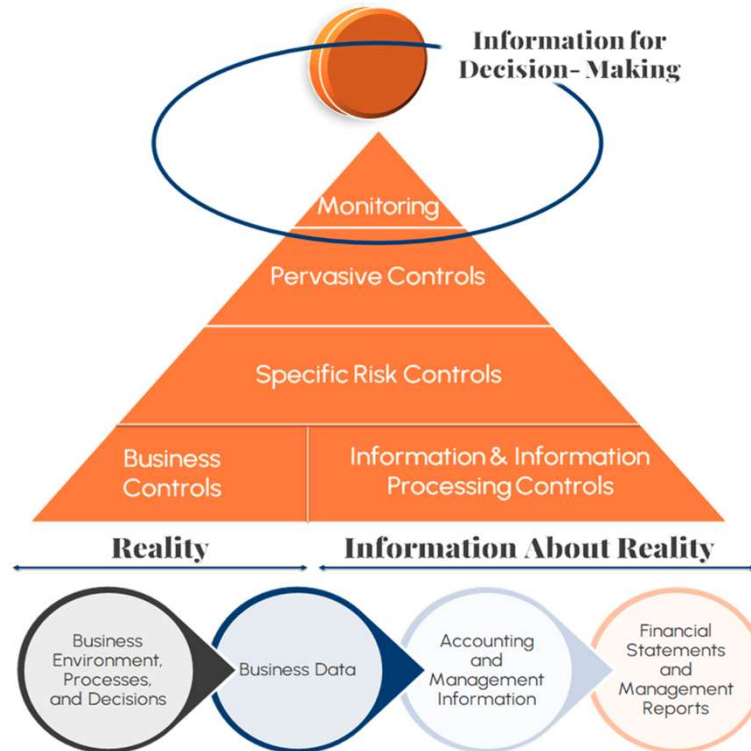 Information for
Decision- Making
Monitoring
Pervasive Controls
Specific Risk Controls
Business
Controls
Information & Information
Processing Controls
Reality
Information About Reality
Business
Environment,
Processes,
and Decisions
Business Data
Accounting
and
Management
Information
Financial
Statements
and
Management
Reports